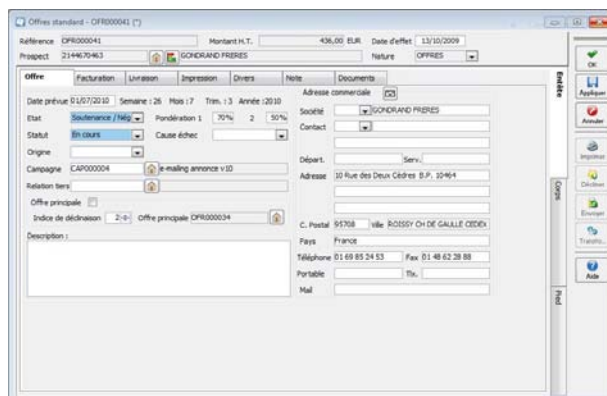 Offres standard - OFR000041 (*)
Référence OFR000041 Montant H.T. 436,00 EUR Date d'effet 13/10/2009
Prospect 2144670463 GONDRAND FRERES Nature OFFRES
Offre Facturation Livraison Impression Divers Note Documents
Date prévue 01/07/2010 Semaine : 26 Mois : 7 Trim. : 3 Année : 2010
Etat Soutenance / Nég Pondération 1 70% 2 50%
Statut En cours Cause échec
Origine
Campagne CAP000004 e-mailing annonce v10
Relation tiers
Offre principale
Indice de déclinaison 2 Offre principale OFR000034
Description :
Adresse commerciale
Société GONDRAND FRERES
Contact
Départ. Serv.
Adresse 10 Rue des Deux Cèdres B.P. 10464
C. Postal 95708 Ville ROISSY CH DE GAULLE CEDEX
Pays France
Téléphone 01 69 85 24 53 Fax 01 48 62 28 88
Portable Tlx.
Mail
Entête
Corps
Pied
OK
Appliquer
Annuler
Imprimer
Décliner
Envoyer
Transfo...
Aide